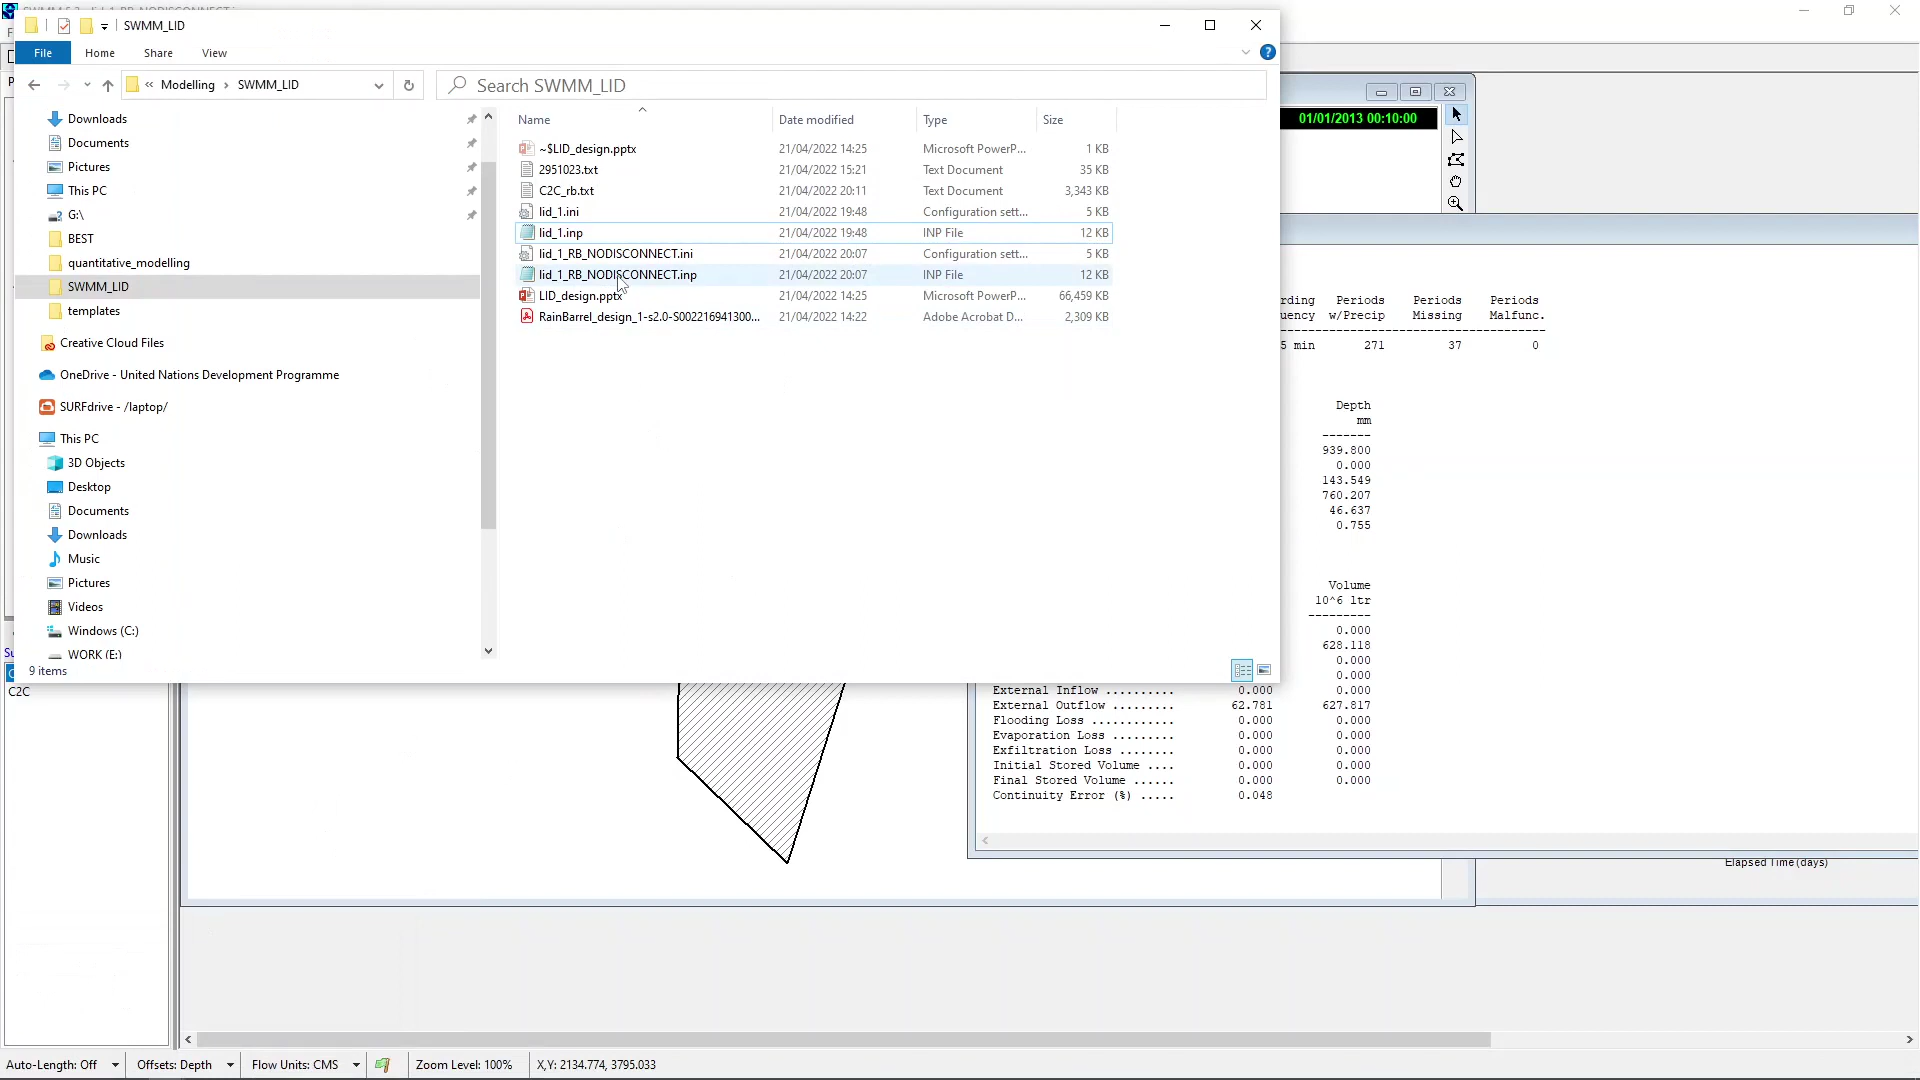 SWMM_LID
File Home Share View
« Modelling › SWMM_LID
Search SWMM_LID
Downloads
Documents
Pictures
This PC
G:\
BEST
quantitative_modelling
SWMM_LID
templates
Creative Cloud Files
OneDrive - United Nations Development Programme
SURFdrive - /laptop/
This PC
3D Objects
Desktop
Documents
Downloads
Music
Pictures
Videos
Windows (C:)
WORK (E:)
9 items
Name Date modified Type Size
~$LID_design.pptx 21/04/2022 14:25 Microsoft PowerP... 1 KB
2951023.txt 21/04/2022 15:21 Text Document 35 KB
C2C_rb.txt 21/04/2022 20:11 Text Document 3,343 KB
lid_1.ini 21/04/2022 19:48 Configuration sett... 5 KB
lid_1.inp 21/04/2022 19:48 INP File 12 KB
lid_1_RB_NODISCONNECT.ini 21/04/2022 20:07 Configuration sett... 5 KB
lid_1_RB_NODISCONNECT.inp 21/04/2022 20:07 INP File 12 KB
LID_design.pptx 21/04/2022 14:25 Microsoft PowerP... 66,459 KB
RainBarrel_design_1-s2.0-S002216941300... 21/04/2022 14:22 Adobe Acrobat D... 2,309 KB
01/01/2013 00:10:00
rding Periods Periods Periods
uency w/Precip Missing Malfunc.
5 min 271 37 0
Depth
mm
939.800
0.000
143.549
760.207
46.637
0.755
Volume
10^6 ltr
0.000
628.118
0.000
0.000
External Inflow .......... 0.000 0.000
External Outflow ......... 62.781 627.817
Flooding Loss ............ 0.000 0.000
Evaporation Loss ......... 0.000 0.000
Exfiltration Loss ........ 0.000 0.000
Initial Stored Volume .... 0.000 0.000
Final Stored Volume ...... 0.000 0.000
Continuity Error (%) ..... 0.048
Elapsed Time (days)
C2C
Auto-Length: Off Offsets: Depth Flow Units: CMS Zoom Level: 100% X,Y: 2134.774, 3795.033